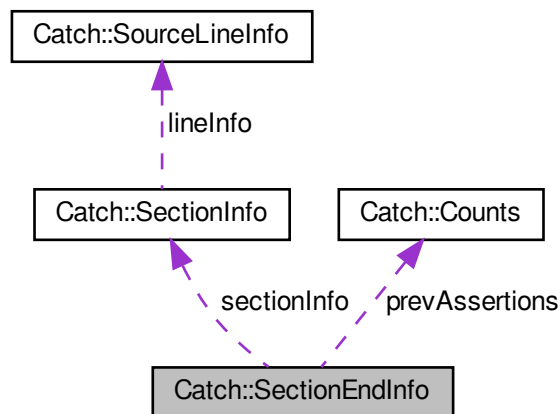 Catch::SourceLineInfo
lineInfo
Catch::SectionInfo
Catch::Counts
sectionInfo
prevAssertions
Catch::SectionEndInfo